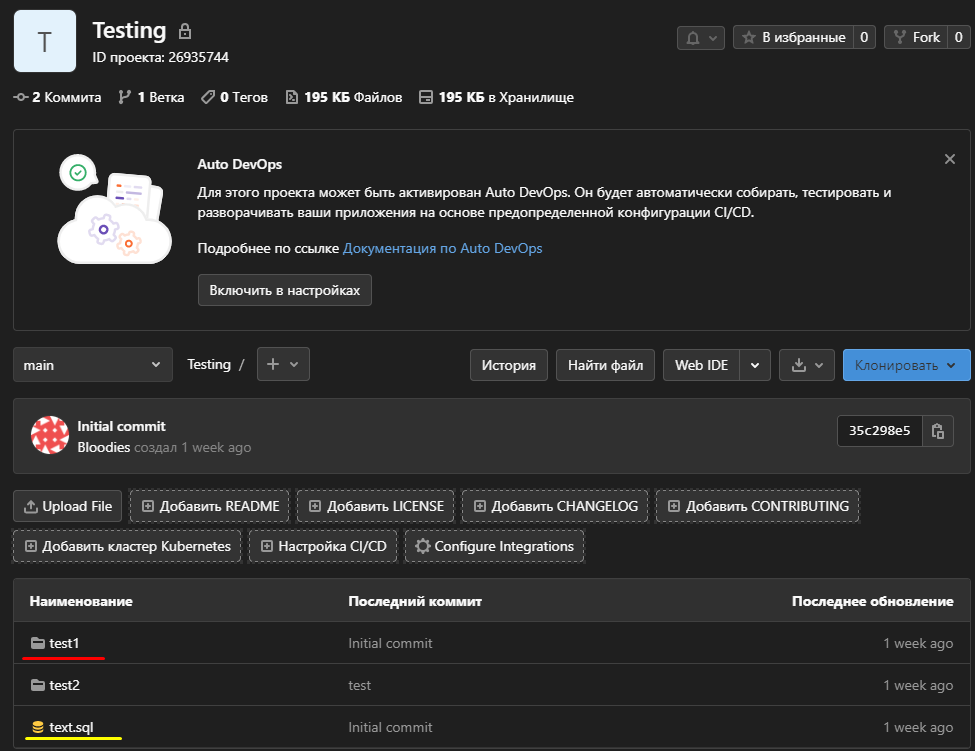 T
Testing
ID проекта: 26935744
В избранные 0
Fork 0
2 Коммита 1 Ветка 0 Тегов 195 КБ Файлов 195 КБ в Хранилище
Auto DevOps
Для этого проекта может быть активирован Auto DevOps. Он будет автоматически собирать, тестировать и
разворачивать ваши приложения на основе предопределенной конфигурации CI/CD.
Подробнее по ссылке Документация по Auto DevOps
Включить в настройках
main Testing / История Найти файл Web IDE Клонировать
Initial commit
Bloodies создал 1 week ago
35c298e5
Upload File Добавить README Добавить LICENSE Добавить CHANGELOG Добавить CONTRIBUTING
Добавить кластер Kubernetes Настройка CI/CD Configure Integrations
Наименование Последний коммит Последнее обновление
test1 Initial commit 1 week ago
test2 test 1 week ago
text.sql Initial commit 1 week ago